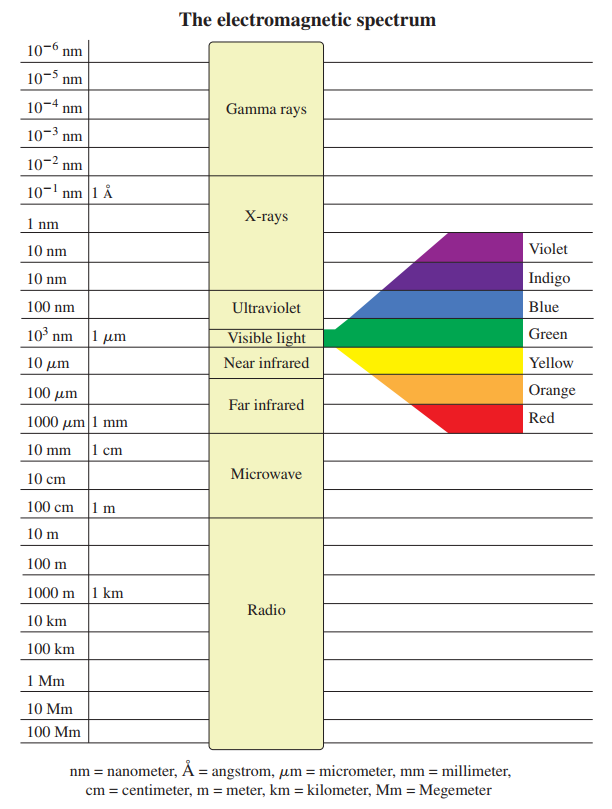 The electromagnetic spectrum
10⁻⁶ nm
10⁻⁵ nm
10⁻⁴ nm
Gamma rays
10⁻³ nm
10⁻² nm
10⁻¹ nm 1 Å
X-rays
1 nm
10 nm
Violet
10 nm
Indigo
100 nm
Ultraviolet
Blue
10³ nm 1 μm
Visible light
Green
10 μm
Near infrared
Yellow
100 μm
Far infrared
Orange
1000 μm 1 mm
Red
10 mm 1 cm
10 cm
Microwave
100 cm 1 m
10 m
100 m
1000 m 1 km
Radio
10 km
100 km
1 Mm
10 Mm
100 Mm
nm = nanometer, Å = angstrom, μm = micrometer, mm = millimeter,
cm = centimeter, m = meter, km = kilometer, Mm = Megemeter